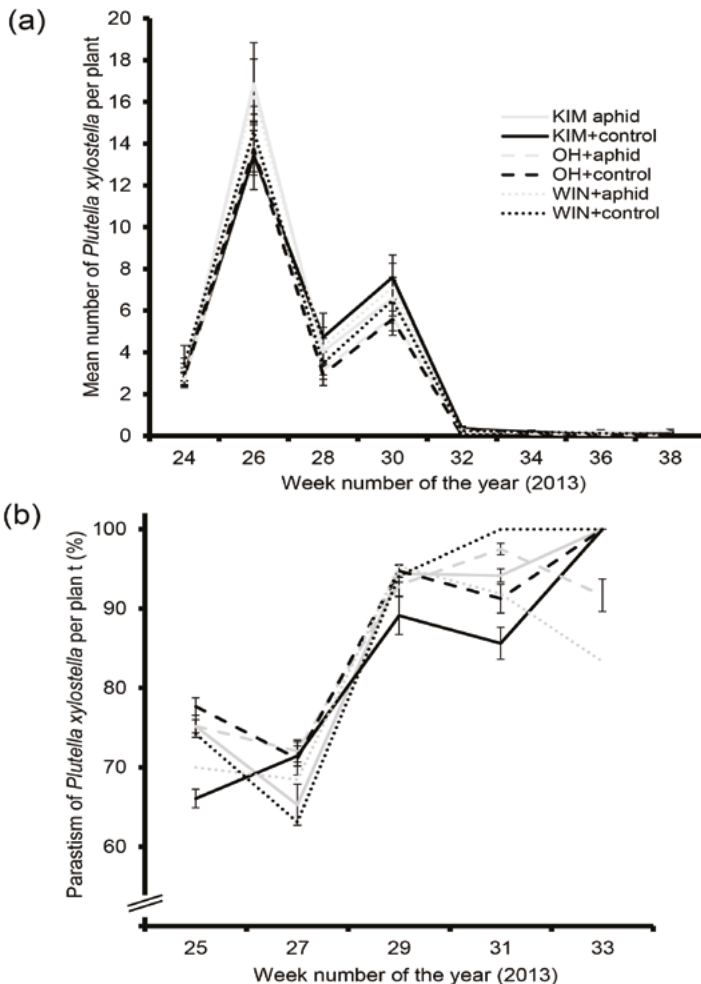 (a)
20
18
16
14
12
10
8
6
4
2
0
Mean number of Plutella xylostella per plant
KIM aphid
KIM+control
OH+aphid
OH+control
WIN+aphid
WIN+control
24 26 28 30 32 34 36 38
Week number of the year (2013)
(b)
100
90
80
70
60
Parastism of Plutella xylostella per plan t (%)
25 27 29 31 33
Week number of the year (2013)